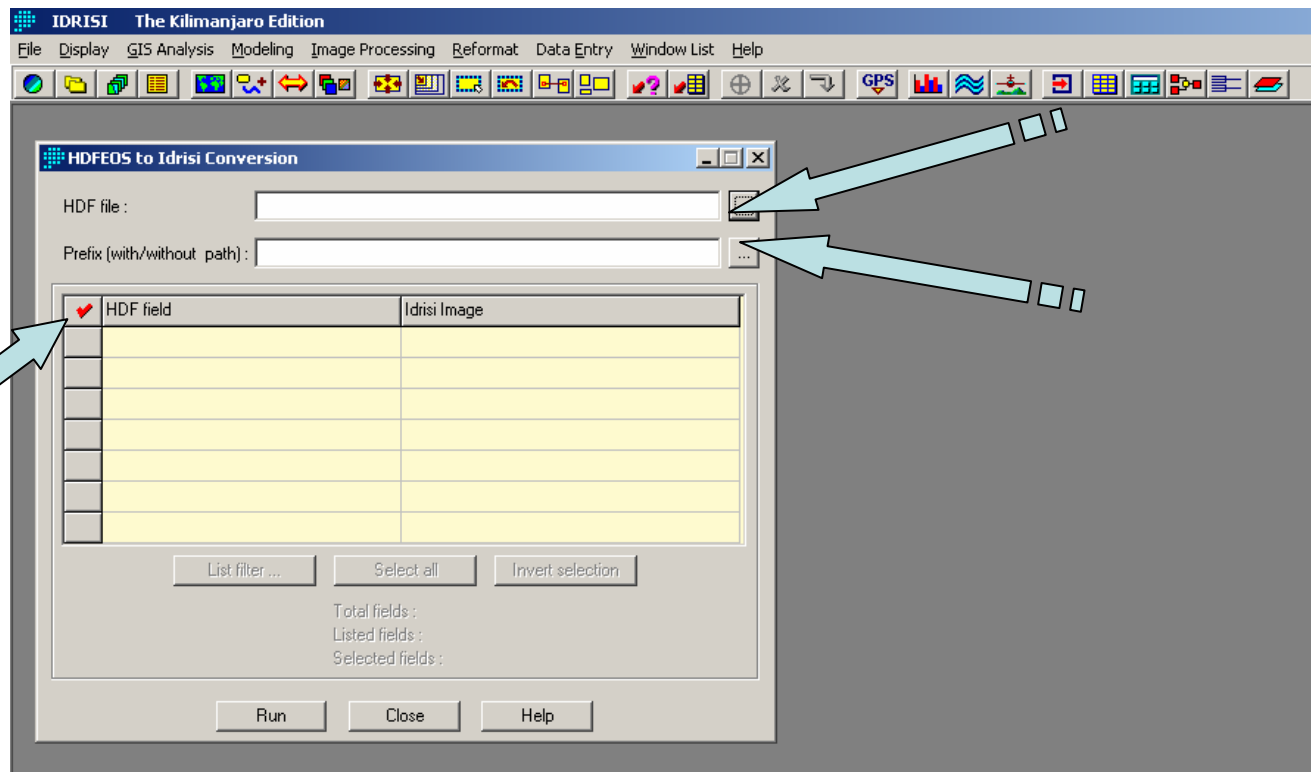 IDRISI The Kilimanjaro Edition
File Display GIS Analysis Modeling Image Processing Reformat Data Entry Window List Help
GPS
HDFEOS to Idrisi Conversion
HDF file :
Prefix (with/without path) :
...
HDF field Idrisi Image
List filter ... Select all Invert selection
Total fields :
Listed fields :
Selected fields :
Run Close Help